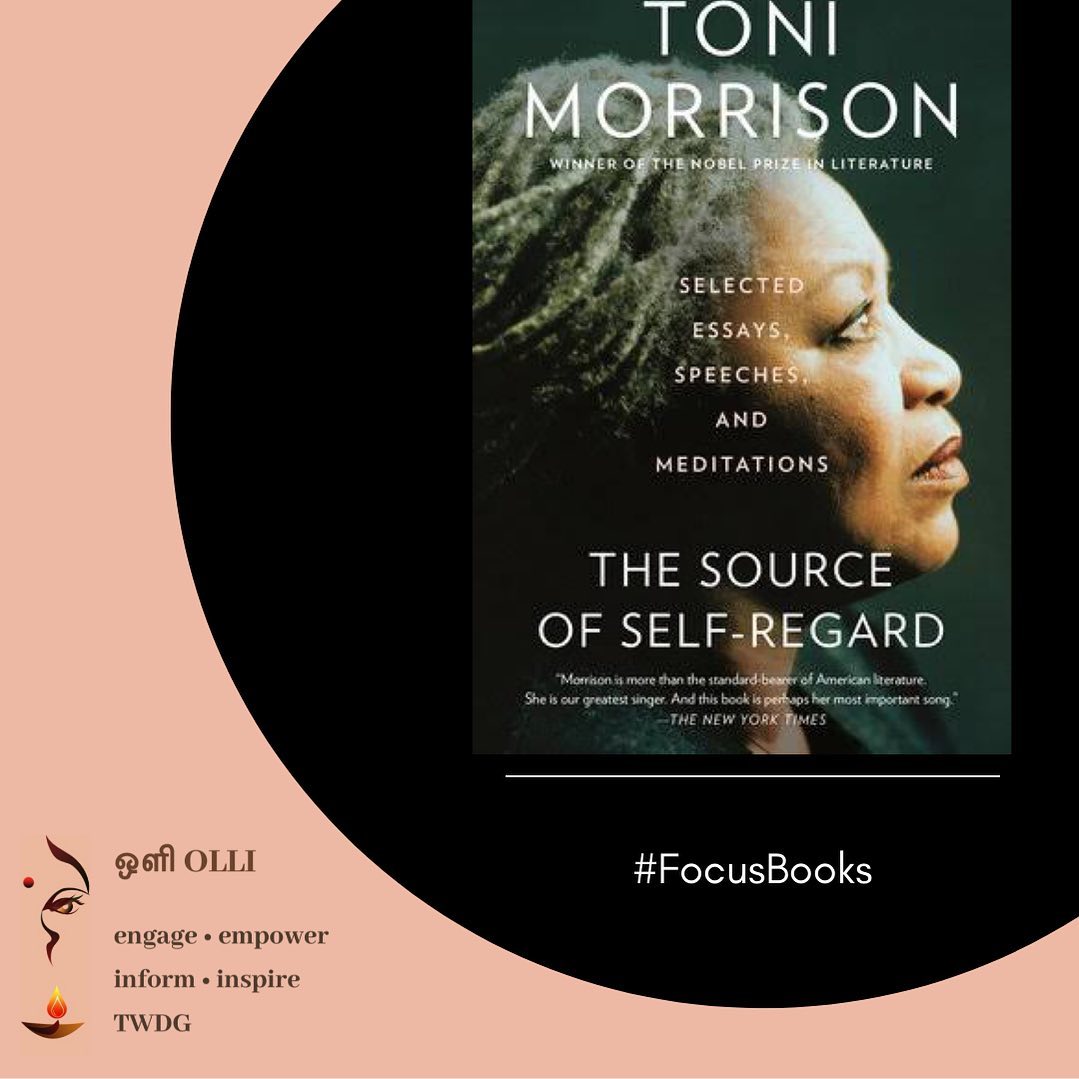 TONI
MORRISON
WINNER OF THE NOBEL PRIZE IN LITERATURE
SELECTED
ESSAYS,
SPEECHES,
AND
MEDITATIONS
THE SOURCE
OF SELF-REGARD
"Morrison is more than the standard-bearer of American literature.
She is our greatest singer. And this book is perhaps her most important song."
—THE NEW YORK TIMES
#FocusBooks
ஒளி OLLI
engage • empower
inform • inspire
TWDG